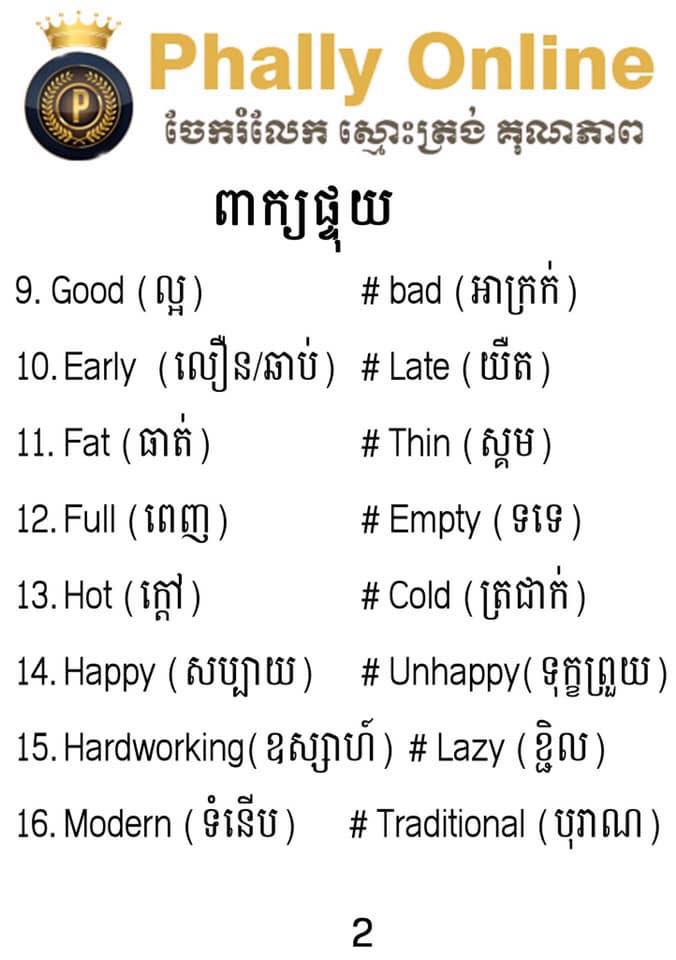 P
Phally Online
ចែករំលែក ស្មោះត្រង់ គុណភាព
ពាក្យផ្ទុយ
9. Good (ល្អ) # bad (អាក្រក់)
10. Early (លឿន/ឆាប់) # Late (យឺត)
11. Fat (ធាត់) # Thin (ស្គម)
12. Full (ពេញ) # Empty (ទទេ)
13. Hot (ក្ដៅ) # Cold (ត្រជាក់)
14. Happy (សប្បាយ) # Unhappy(ទុក្ខព្រួយ)
15. Hardworking(ឧស្សាហ៍) # Lazy (ខ្ជិល)
16. Modern (ទំនើប) # Traditional (បុរាណ)
2